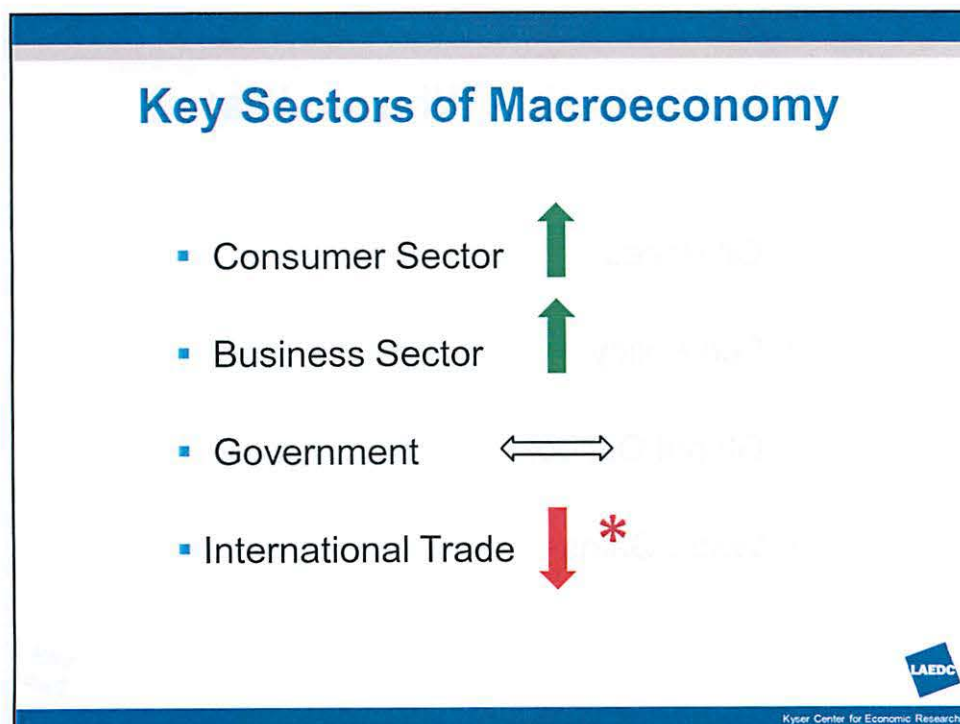 Key Sectors of Macroeconomy
▪ Consumer Sector
▪ Business Sector
▪ Government
▪ International Trade *
LAEDC
Kyser Center for Economic Research